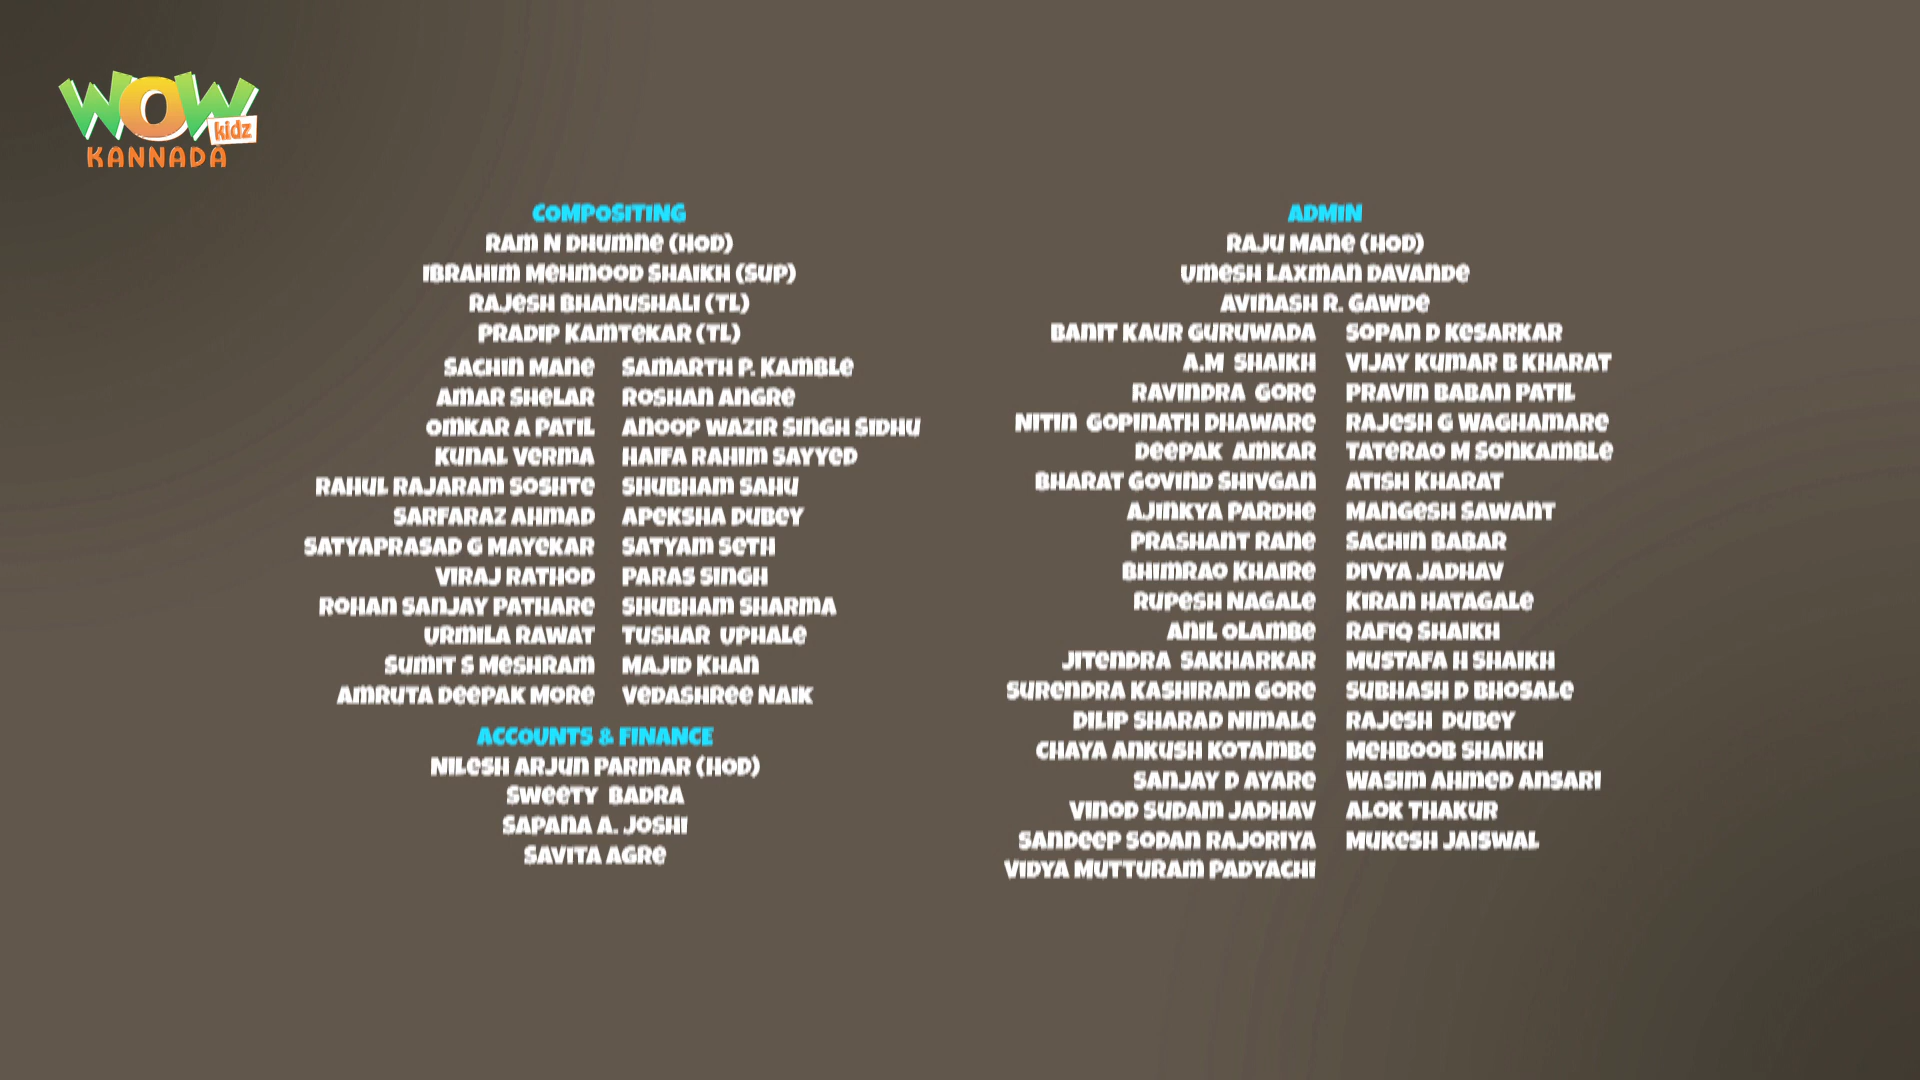 WOW
kidz
KANNADA
COMPOSITING
RAM N DHUMNE (HOD)
IBRAHIM MEHMOOD SHAIKH (SUP)
RAJESH BHANUSHALI (TL)
PRADIP KAMTEKAR (TL)
SACHIN MANE SAMARTH P. KAMBLE
AMAR SHELAR ROSHAN ANGRE
OMKAR A PATIL ANOOP WAZIR SINGH SIDHU
KUNAL VERMA HAIFA RAHIM SAYYED
RAHUL RAJARAM SOSHTE SHUBHAM SAHU
SARFARAZ AHMAD APEKSHA DUBEY
SATYAPRASAD G MAYEKAR SATYAM SETH
VIRAJ RATHOD PARAS SINGH
ROHAN SANJAY PATHARE SHUBHAM SHARMA
URMILA RAWAT TUSHAR UPHALE
SUMIT S MESHRAM MAJID KHAN
AMRUTA DEEPAK MORE VEDASHREE NAIK
ACCOUNTS & FINANCE
NILESH ARJUN PARMAR (HOD)
SWEETY BADRA
SAPANA A. JOSHI
SAVITA AGRE
ADMIN
RAJU MANE (HOD)
UMESH LAXMAN DAVANDE
AVINASH R. GAWDE
BANIT KAUR GURUWADA SOPAN D KESARKAR
A.M SHAIKH VIJAY KUMAR B KHARAT
RAVINDRA GORE PRAVIN BABAN PATIL
NITIN GOPINATH DHAWARE RAJESH G WAGHAMARE
DEEPAK AMKAR TATERAO M SONKAMBLE
BHARAT GOVIND SHIVGAN ATISH KHARAT
AJINKYA PARDHE MANGESH SAWANT
PRASHANT RANE SACHIN BABAR
BHIMRAO KHAIRE DIVYA JADHAV
RUPESH NAGALE KIRAN HATAGALE
ANIL OLAMBE RAFIQ SHAIKH
JITENDRA SAKHARKAR MUSTAFA H SHAIKH
SURENDRA KASHIRAM GORE SUBHASH D BHOSALE
DILIP SHARAD NIMALE RAJESH DUBEY
CHAYA ANKUSH KOTAMBE MEHBOOB SHAIKH
SANJAY D AYARE WASIM AHMED ANSARI
VINOD SUDAM JADHAV ALOK THAKUR
SANDEEP SODAN RAJORIYA MUKESH JAISWAL
VIDYA MUTTURAM PADYACHI